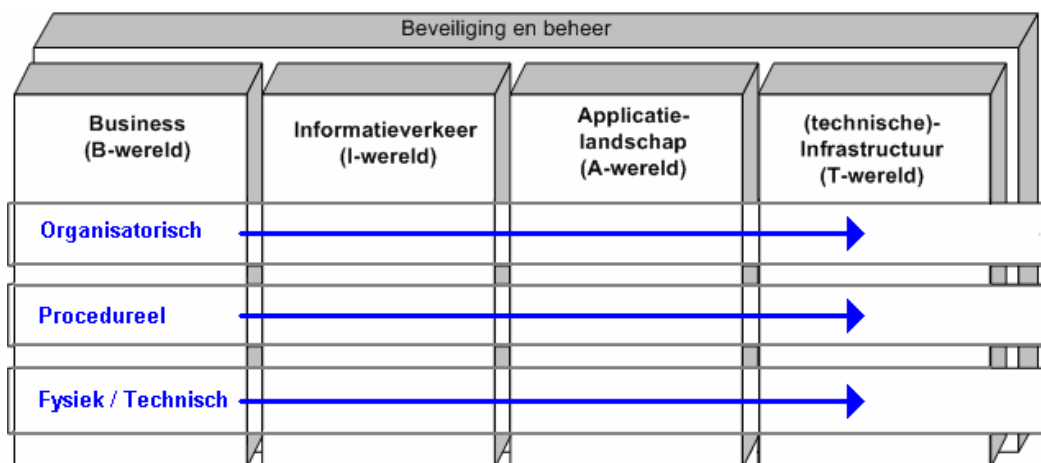 Beveiliging en beheer
Business
(B-wereld)
Informatieverkeer
(I-wereld)
Applicatie-
landschap
(A-wereld)
(technische)-
Infrastructuur
(T-wereld)
Organisatorisch
Procedureel
Fysiek / Technisch